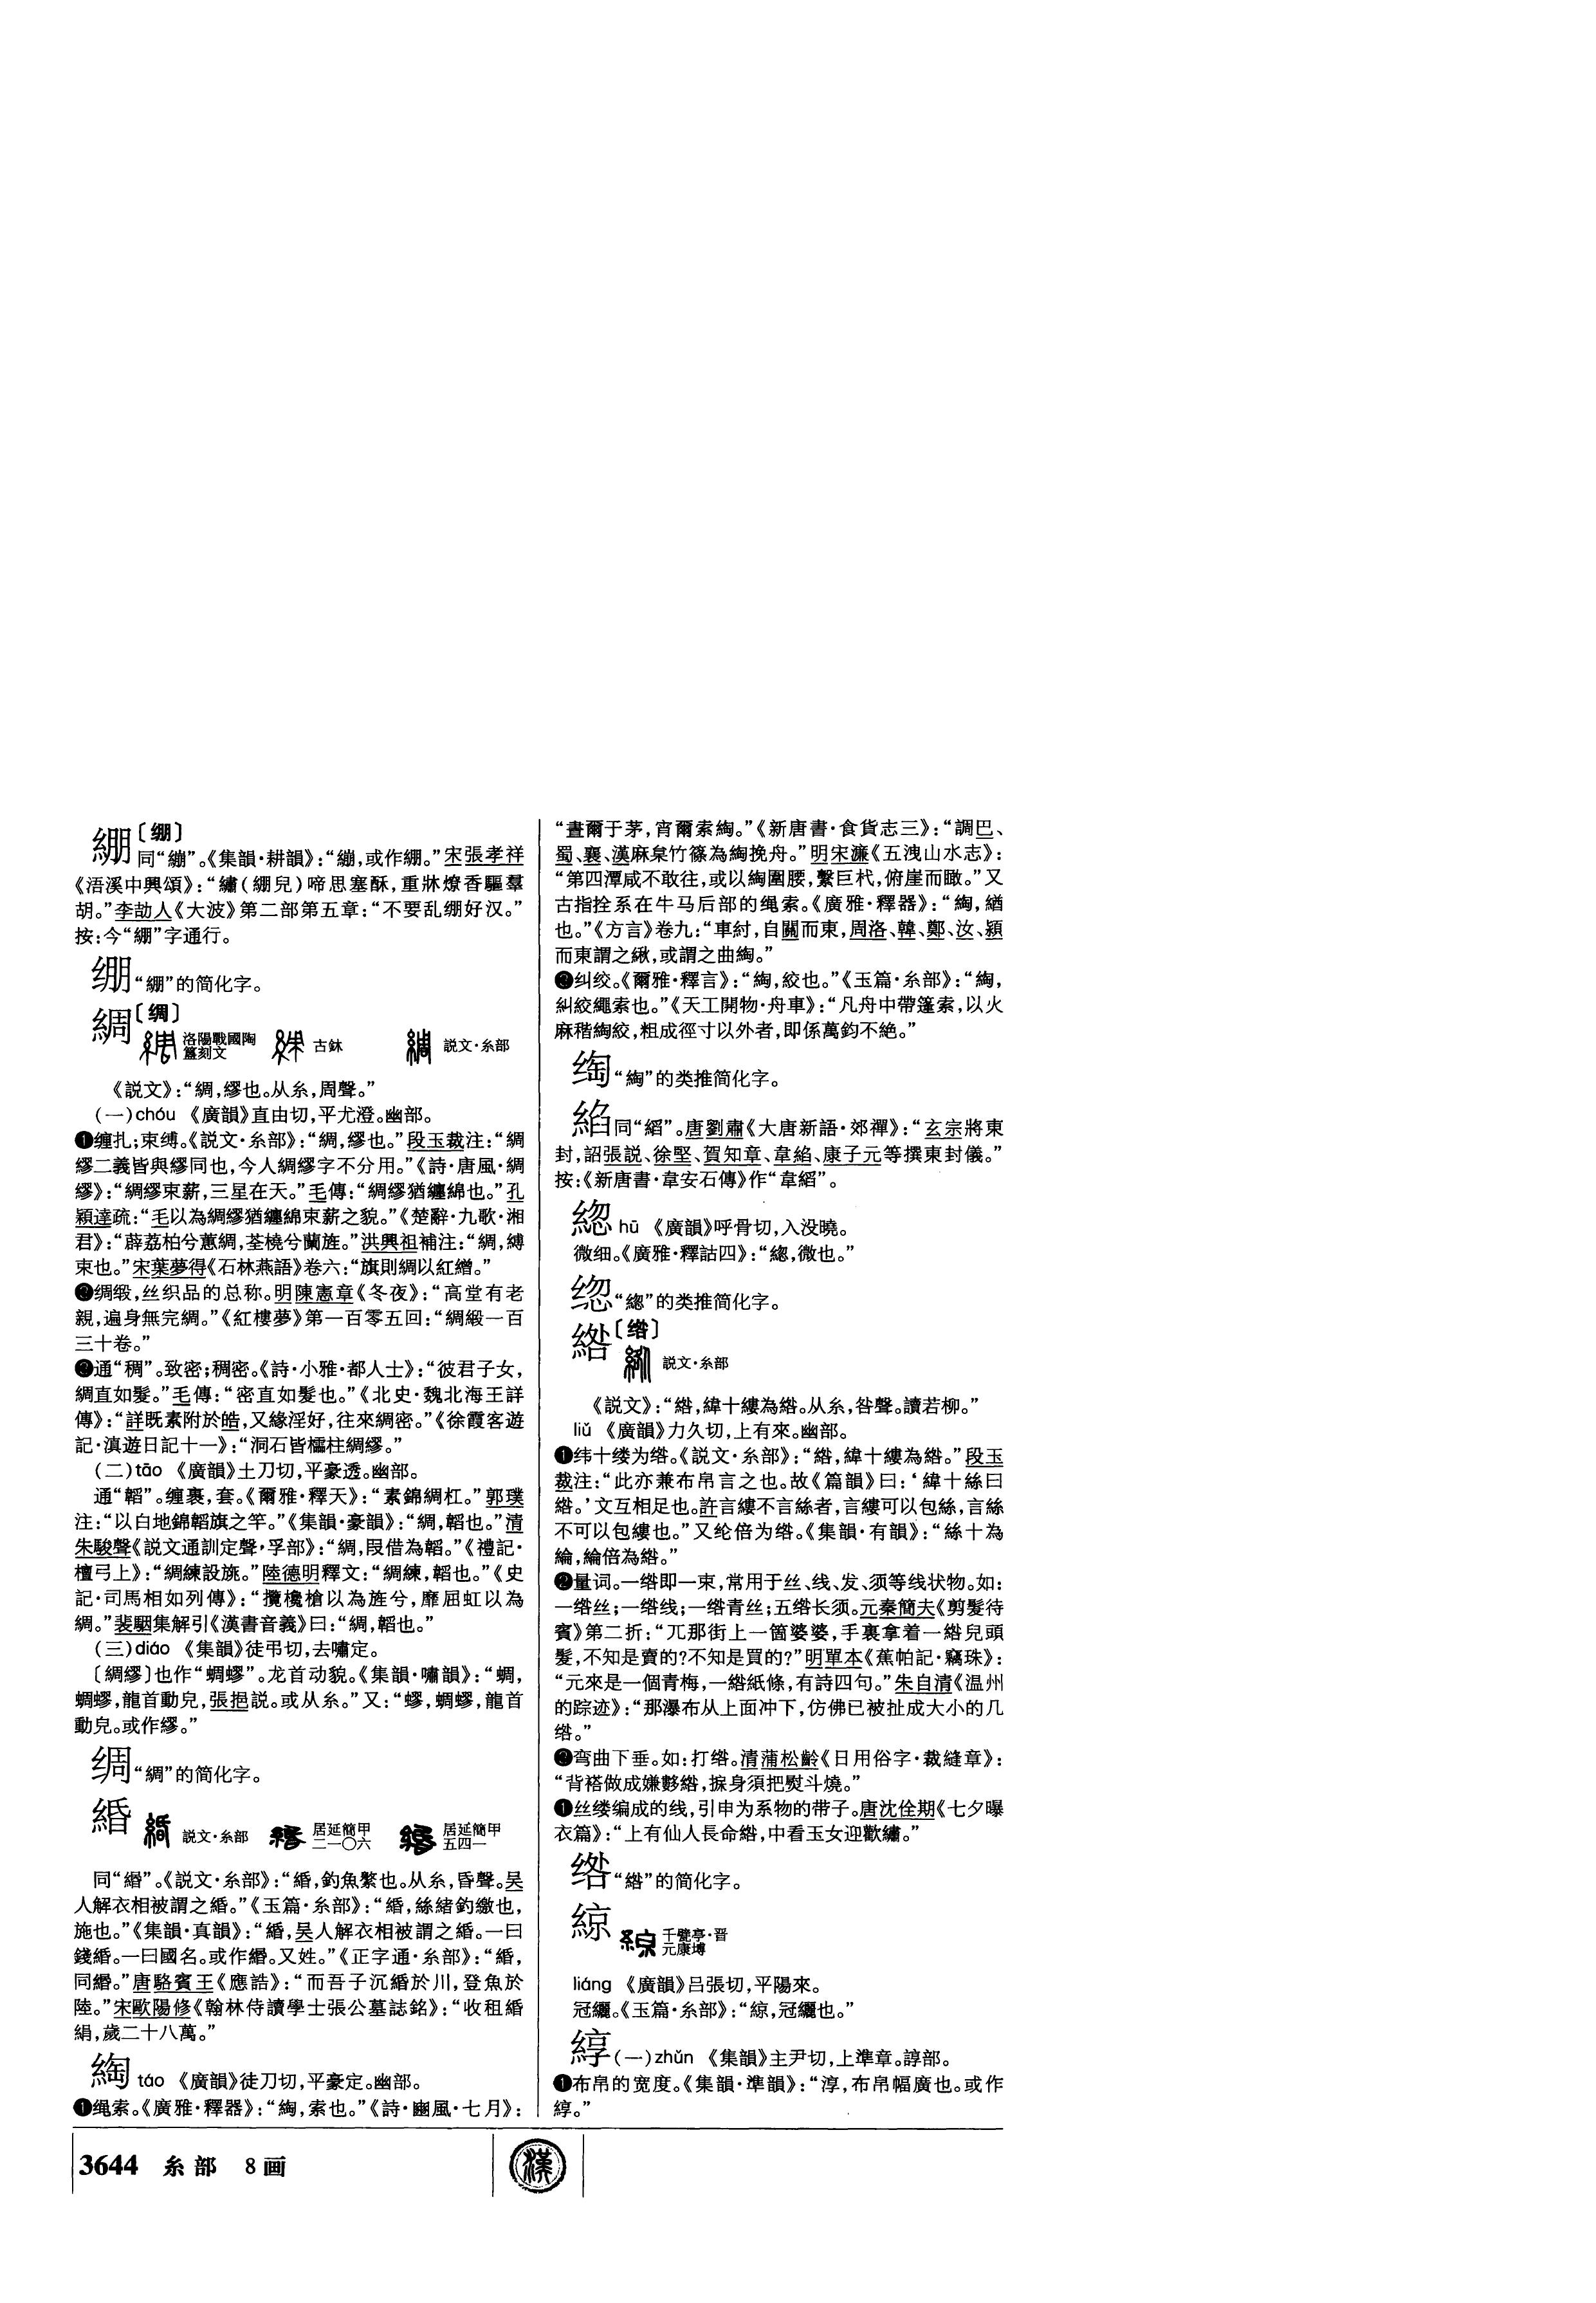 綳〔绷〕
同“繃”。《集韻·耕韻》：“繃，或作綳。”宋張孝祥
《浯溪中興頌》：“繡（綳兒）啼思塞酥，重牀燎香驅羣
胡。”李劼人《大波》第二部第五章：“不要乱绷好汉。”
按：今“綳”字通行。
绷“綳”的简化字。
綢〔绸〕
洛陽戰國陶
簋刻文
古鉥
説文·糸部
《説文》：“綢，繆也。从糸，周聲。”
（一）chóu 《廣韻》直由切，平尤澄。幽部。
❶缠扎；束缚。《説文·糸部》：“綢，繆也。”段玉裁注：“綢
繆二義皆與繆同也，今人綢繆字不分用。”《詩·唐風·綢
繆》：“綢繆束薪，三星在天。”毛傳：“綢繆猶纏綿也。”孔
穎達疏：“毛以為綢繆猶纏綿束薪之貌。”《楚辭·九歌·湘
君》：“薜荔柏兮蕙綢，荃橈兮蘭旌。”洪興祖補注：“綢，縛
束也。”宋葉夢得《石林燕語》卷六：“旗則綢以紅繒。”
❷绸缎，丝织品的总称。明陳憲章《冬夜》：“高堂有老
親，遍身無完綢。”《紅樓夢》第一百零五回：“綢緞一百
三十卷。”
❸通“稠”。致密；稠密。《詩·小雅·都人士》：“彼君子女，
綢直如髮。”毛傳：“密直如髮也。”《北史·魏北海王詳
傳》：“詳既素附於皓，又緣淫好，往來綢密。”《徐霞客遊
記·滇遊日記十一》：“洞石皆檽柱綢繆。”
（二）tāo 《廣韻》土刀切，平豪透。幽部。
通“韜”。缠裹，套。《爾雅·釋天》：“素錦綢杠。”郭璞
注：“以白地錦韜旗之竿。”《集韻·豪韻》：“綢，韜也。”清
朱駿聲《説文通訓定聲·孚部》：“綢，叚借為韜。”《禮記·
檀弓上》：“綢練設旐。”陸德明釋文：“綢練，韜也。”《史
記·司馬相如列傳》：“攬欃槍以為旌兮，靡屈虹以為
綢。”裴駰集解引《漢書音義》曰：“綢，韜也。”
（三）diáo 《集韻》徒弔切，去嘯定。
〔綢繆〕也作“蜩蟉”。龙首动貌。《集韻·嘯韻》：“蜩，
蜩蟉，龍首動皃，張挹説。或从糸。”又：“蟉，蜩蟉，龍首
動皃。或作繆。”
绸“綢”的简化字。
緍
説文·糸部
居延簡甲
二一〇六
居延簡甲
五四一
同“緡”。《説文·糸部》：“緍，釣魚繁也。从糸，昏聲。吴
人解衣相被謂之緍。”《玉篇·糸部》：“緍，絲緒釣繳也，
施也。”《集韻·真韻》：“緍，吴人解衣相被謂之緍。一曰
錢緍。一曰國名。或作緡。又姓。”《正字通·糸部》：“緍，
同緡。”唐駱賓王《應誥》：“而吾子沉緍於川，登魚於
陸。”宋歐陽修《翰林侍讀學士張公墓誌銘》：“收租緍
絹，歲二十八萬。”
綯 táo 《廣韻》徒刀切，平豪定。幽部。
❶绳索。《廣雅·釋器》：“綯，索也。”《詩·豳風·七月》：
“晝爾于茅，宵爾索綯。”《新唐書·食貨志三》：“調巴、
蜀、襄、漢麻枲竹篠為綯挽舟。”明宋濂《五洩山水志》：
“第四潭咸不敢往，或以綯圍腰，繫巨杙，俯崖而瞰。”又
古指拴系在牛马后部的绳索。《廣雅·釋器》：“綯，緧
也。”《方言》卷九：“車紂，自關而東，周洛、韓、鄭、汝、潁
而東謂之緧，或謂之曲綯。”
❷纠绞。《爾雅·釋言》：“綯，絞也。”《玉篇·糸部》：“綯，
糾絞繩索也。”《天工開物·舟車》：“凡舟中帶篷索，以火
麻稭綯絞，粗成徑寸以外者，即係萬鈞不絶。”
绹“綯”的类推简化字。
縚同“縚”。唐劉肅《大唐新語·郊禪》：“玄宗將東
封，詔張説、徐堅、賀知章、韋縚、康子元等撰東封儀。”
按：《新唐書·韋安石傳》作“韋縚”。
緫 hū 《廣韻》呼骨切，入没曉。
微细。《廣雅·釋詁四》：“緫，微也。”
“緫”的类推简化字。
綹〔绺〕
説文·糸部
《説文》：“綹，緯十縷為綹。从糸，咎聲。讀若柳。”
liǔ 《廣韻》力久切，上有來。幽部。
❶纬十缕为绺。《説文·糸部》：“綹，緯十縷為綹。”段玉
裁注：“此亦兼布帛言之也。故《篇韻》曰：‘緯十絲曰
綹。’文互相足也。許言縷不言絲者，言縷可以包絲，言絲
不可以包縷也。”又纶倍为绺。《集韻·有韻》：“絲十為
綸，綸倍為綹。”
❷量词。一绺即一束，常用于丝、线、发、须等线状物。如：
一绺丝；一绺线；一绺青丝；五绺长须。元秦簡夫《剪髮待
賓》第二折：“兀那街上一箇婆婆，手裏拿着一綹兒頭
髮，不知是賣的？不知是買的？”明單本《蕉帕記·竊珠》：
“元來是一個青梅，一綹紙條，有詩四句。”朱自清《温州
的踪迹》：“那瀑布从上面冲下，仿佛已被扯成大小的几
绺。”
❸弯曲下垂。如：打绺。清蒲松齡《日用俗字·裁縫章》：
“背褡做成嫌夥綹，捩身須把熨斗燒。”
❹丝缕编成的线，引申为系物的带子。唐沈佺期《七夕曝
衣篇》：“上有仙人長命綹，中看玉女迎歡繡。”
绺“綹”的简化字。
綡
千甓亭·晋
元康塼
liáng 《廣韻》吕張切，平陽來。
冠纚。《玉篇·糸部》：“綡，冠纚也。”
綧（一）zhǔn 《集韻》主尹切，上準章。諄部。
❶布帛的宽度。《集韻·準韻》：“淳，布帛幅廣也。或作
綧。”
3644 糸部 8画
漢